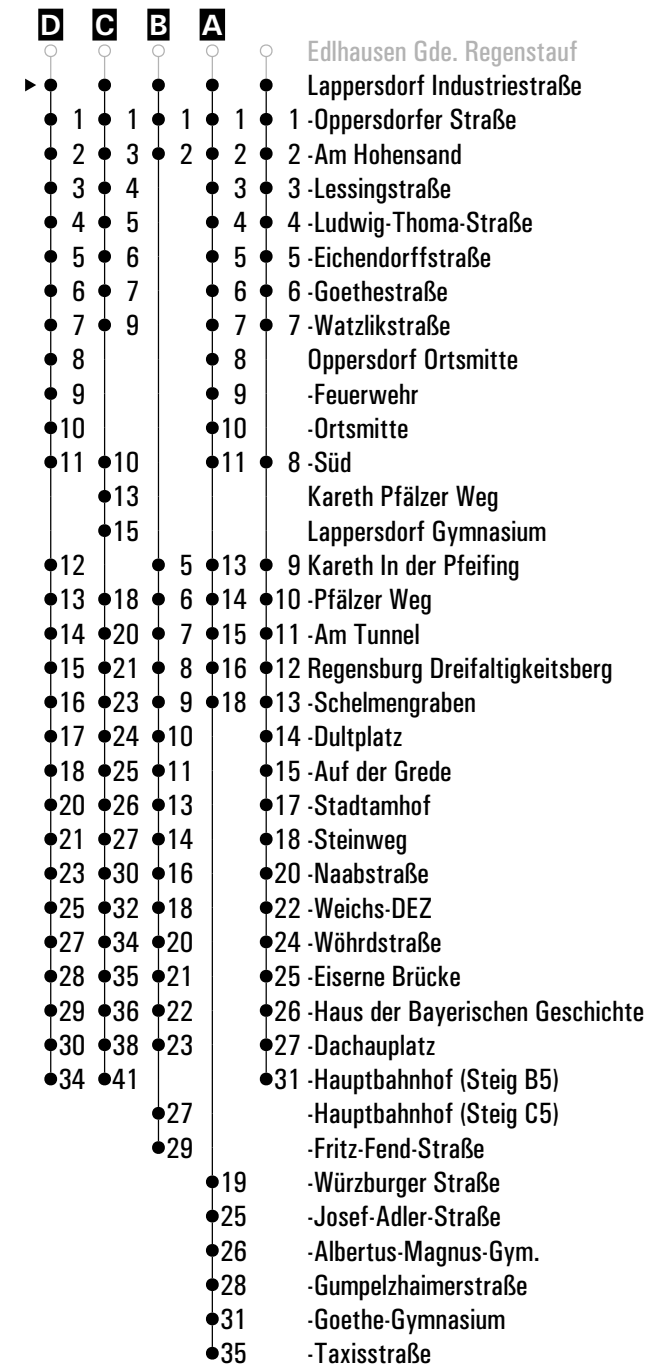 D C B A
Edlhausen Gde. Regenstauf
Lappersdorf Industriestraße
1 1 1 1 1 -Oppersdorfer Straße
2 3 2 2 2 -Am Hohensand
3 4 3 3 -Lessingstraße
4 5 4 4 -Ludwig-Thoma-Straße
5 6 5 5 -Eichendorffstraße
6 7 6 6 -Goethestraße
7 9 7 7 -Watzlikstraße
8 8 Oppersdorf Ortsmitte
9 9 -Feuerwehr
10 10 -Ortsmitte
11 10 11 8 -Süd
13 Kareth Pfälzer Weg
15 Lappersdorf Gymnasium
12 5 13 9 Kareth In der Pfeifing
13 18 6 14 10 -Pfälzer Weg
14 20 7 15 11 -Am Tunnel
15 21 8 16 12 Regensburg Dreifaltigkeitsberg
16 23 9 18 13 -Schelmengraben
17 24 10 14 -Dultplatz
18 25 11 15 -Auf der Grede
20 26 13 17 -Stadtamhof
21 27 14 18 -Steinweg
23 30 16 20 -Naabstraße
25 32 18 22 -Weichs-DEZ
27 34 20 24 -Wöhrdstraße
28 35 21 25 -Eiserne Brücke
29 36 22 26 -Haus der Bayerischen Geschichte
30 38 23 27 -Dachauplatz
34 41 31 -Hauptbahnhof (Steig B5)
27 -Hauptbahnhof (Steig C5)
29 -Fritz-Fend-Straße
19 -Würzburger Straße
25 -Josef-Adler-Straße
26 -Albertus-Magnus-Gym.
28 -Gumpelzhaimerstraße
31 -Goethe-Gymnasium
35 -Taxisstraße